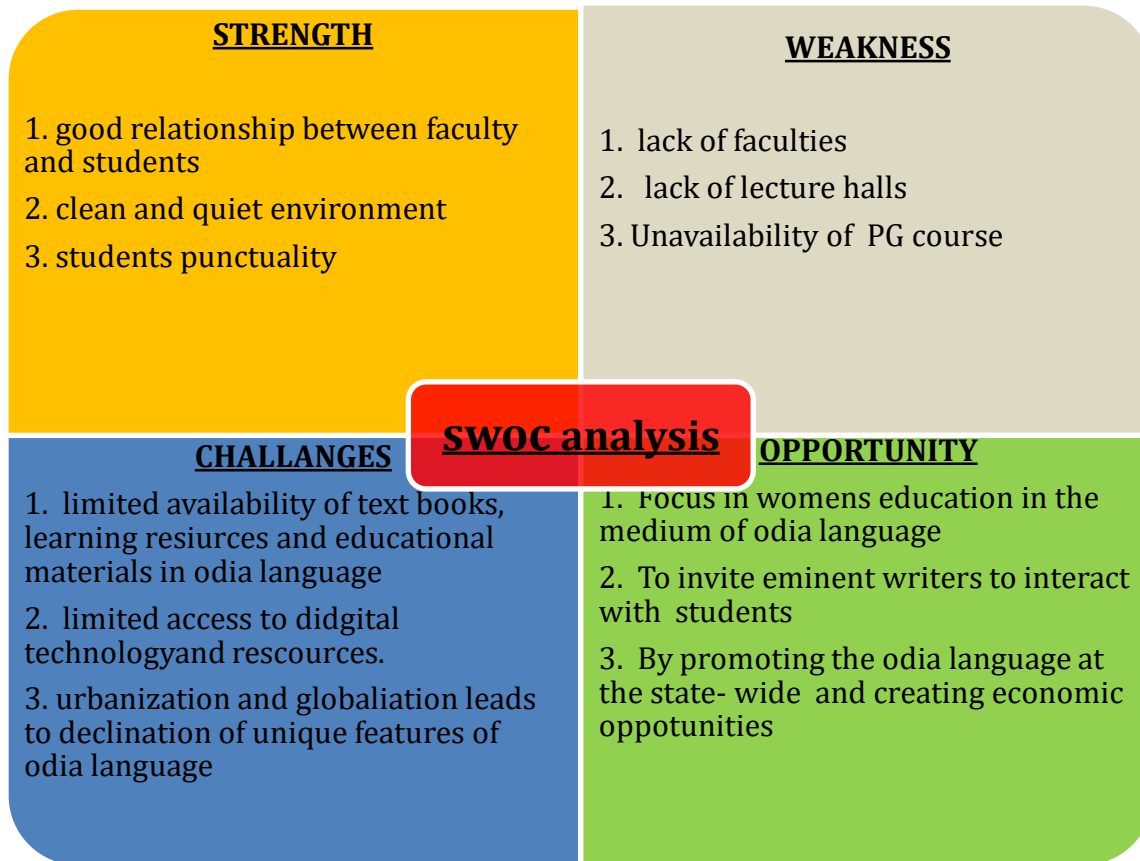 STRENGTH
1. good relationship between faculty
and students
2. clean and quiet environment
3. students punctuality
WEAKNESS
1. lack of faculties
2. lack of lecture halls
3. Unavailability of PG course
swoc analysis
CHALLANGES
1. limited availability of text books,
learning resiurces and educational
materials in odia language
2. limited access to didgital
technologyand rescources.
3. urbanization and globaliation leads
to declination of unique features of
odia language
OPPORTUNITY
1. Focus in womens education in the
medium of odia language
2. To invite eminent writers to interact
with students
3. By promoting the odia language at
the state- wide and creating economic
oppotunities